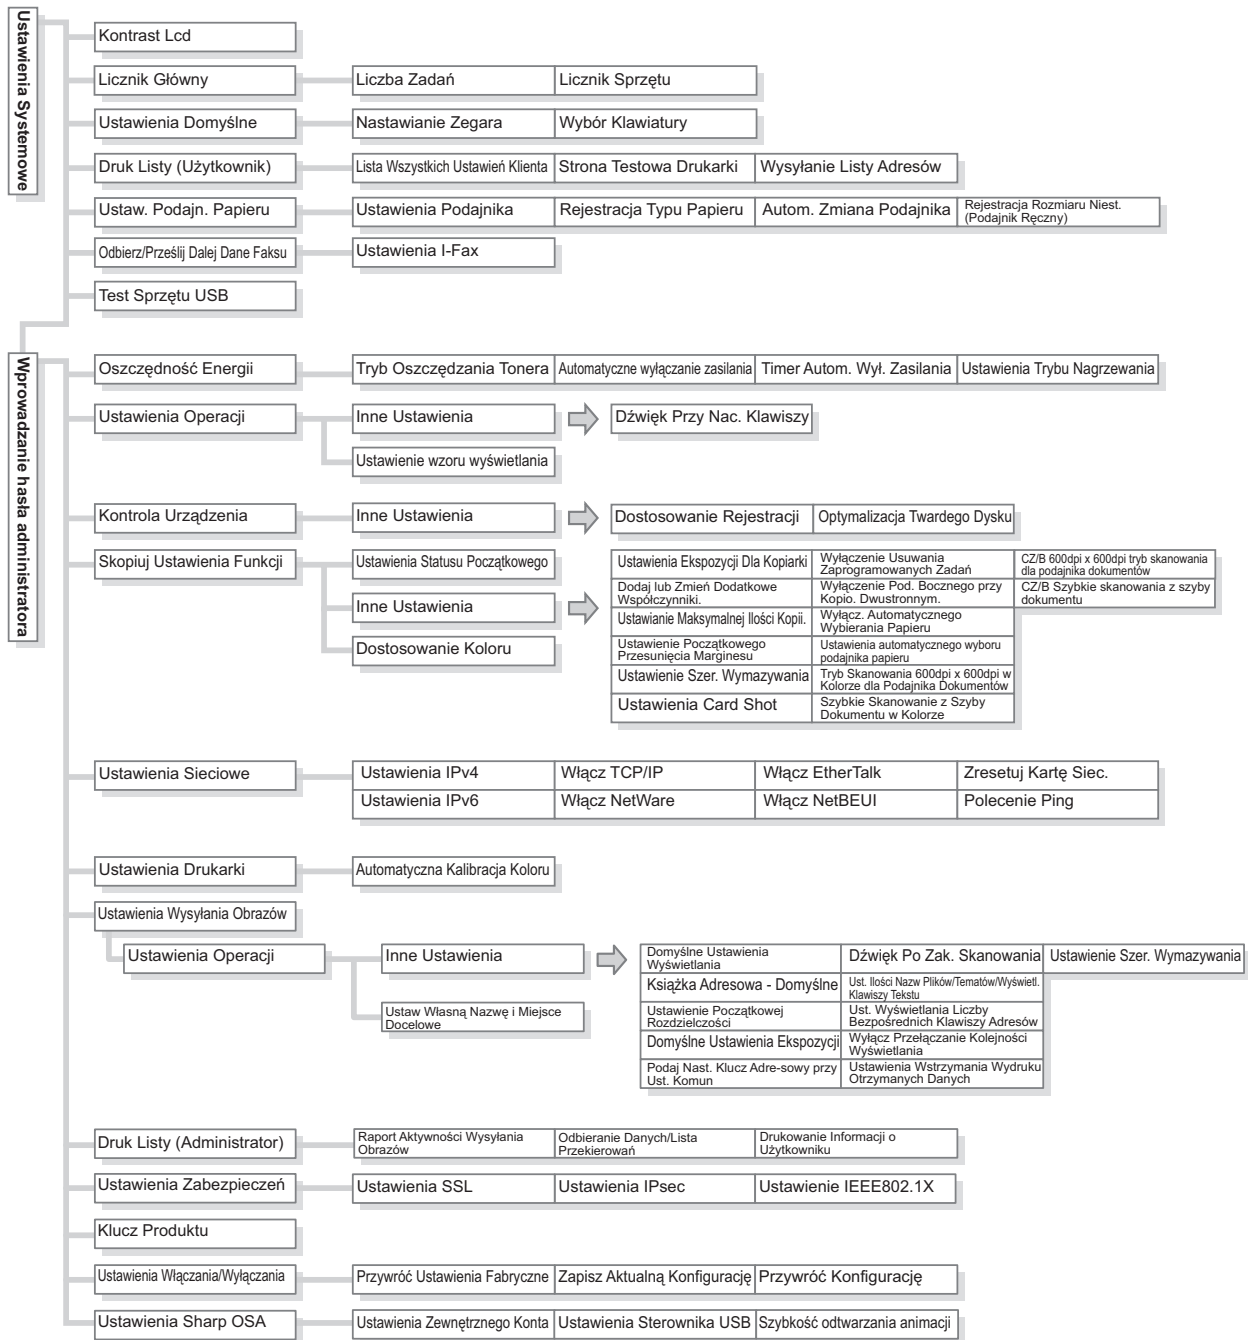 Ustawienia Systemowe
Kontrast Lcd
Licznik Główny
Liczba Zadań
Licznik Sprzętu
Ustawienia Domyślne
Nastawianie Zegara
Wybór Klawiatury
Druk Listy (Użytkownik)
Lista Wszystkich Ustawień Klienta
Strona Testowa Drukarki
Wysyłanie Listy Adresów
Ustaw. Podajn. Papieru
Ustawienia Podajnika
Rejestracja Typu Papieru
Autom. Zmiana Podajnika
Rejestracja Rozmiaru Niest.
(Podajnik Ręczny)
Odbierz/Prześlij Dalej Dane Faksu
Ustawienia I-Fax
Test Sprzętu USB
Wprowadzanie hasła administratora
Oszczędność Energii
Tryb Oszczędzania Tonera
Automatyczne wyłączanie zasilania
Timer Autom. Wył. Zasilania
Ustawienia Trybu Nagrzewania
Ustawienia Operacji
Inne Ustawienia
Dźwięk Przy Nac. Klawiszy
Ustawienie wzoru wyświetlania
Kontrola Urządzenia
Inne Ustawienia
Dostosowanie Rejestracji
Optymalizacja Twardego Dysku
Skopiuj Ustawienia Funkcji
Ustawienia Statusu Początkowego
Inne Ustawienia
Dostosowanie Koloru
Ustawienia Ekspozycji Dla Kopiarki
Wyłączenie Usuwania
Zaprogramowanych Zadań
CZ/B 600dpi x 600dpi tryb skanowania
dla podajnika dokumentów
Dodaj lub Zmień Dodatkowe
Współczynniki.
Wyłączenie Pod. Bocznego przy
Kopio. Dwustronnym.
CZ/B Szybkie skanowania z szyby
dokumentu
Ustawianie Maksymalnej Ilości Kopii.
Wyłącz. Automatycznego
Wybierania Papieru
Ustawienie Początkowego
Przesunięcia Marginesu
Ustawienia automatycznego wyboru
podajnika papieru
Ustawienie Szer. Wymazywania
Tryb Skanowania 600dpi x 600dpi w
Kolorze dla Podajnika Dokumentów
Ustawienia Card Shot
Szybkie Skanowanie z Szyby
Dokumentu w Kolorze
Ustawienia Sieciowe
Ustawienia IPv4
Włącz TCP/IP
Włącz EtherTalk
Zresetuj Kartę Siec.
Ustawienia IPv6
Włącz NetWare
Włącz NetBEUI
Polecenie Ping
Ustawienia Drukarki
Automatyczna Kalibracja Koloru
Ustawienia Wysyłania Obrazów
Ustawienia Operacji
Inne Ustawienia
Ustaw Własną Nazwę i Miejsce
Docelowe
Domyślne Ustawienia
Wyświetlania
Dźwięk Po Zak. Skanowania
Ustawienie Szer. Wymazywania
Książka Adresowa - Domyślne
Ust. Ilości Nazw Plików/Tematów/Wyświetl.
Klawiszy Tekstu
Ustawienie Początkowej
Rozdzielczości
Ust. Wyświetlania Liczby
Bezpośrednich Klawiszy Adresów
Domyślne Ustawienia Ekspozycji
Wyłącz Przełączanie Kolejności
Wyświetlania
Podaj Nast. Klucz Adre-sowy przy
Ust. Komun
Ustawienia Wstrzymania Wydruku
Otrzymanych Danych
Druk Listy (Administrator)
Raport Aktywności Wysyłania
Obrazów
Odbieranie Danych/Lista
Przekierowań
Drukowanie Informacji o
Użytkowniku
Ustawienia Zabezpieczeń
Ustawienia SSL
Ustawienia IPsec
Ustawienie IEEE802.1X
Klucz Produktu
Ustawienia Włączania/Wyłączania
Przywróć Ustawienia Fabryczne
Zapisz Aktualną Konfigurację
Przywróć Konfigurację
Ustawienia Sharp OSA
Ustawienia Zewnętrznego Konta
Ustawienia Sterownika USB
Szybkość odtwarzania animacji